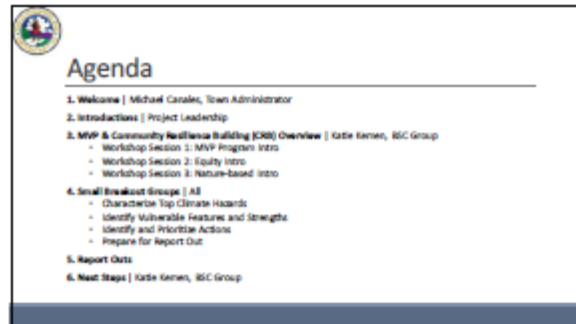 Agenda
1. Welcome | Michael Canales, Town Administrator
2. Introductions | Project Leadership
3. MVP & Community Resilience Building (CRB) Overview | Katie Kemen, BSC Group
• Workshop Session 1: MVP Program Intro
• Workshop Session 2: Equity Intro
• Workshop Session 3: Nature-based Intro
4. Small Breakout Groups | All
• Characterize Top Climate Hazards
• Identify Vulnerable Features and Strengths
• Identify and Prioritize Actions
• Prepare for Report Out
5. Report Outs
6. Next Steps | Katie Kemen, BSC Group